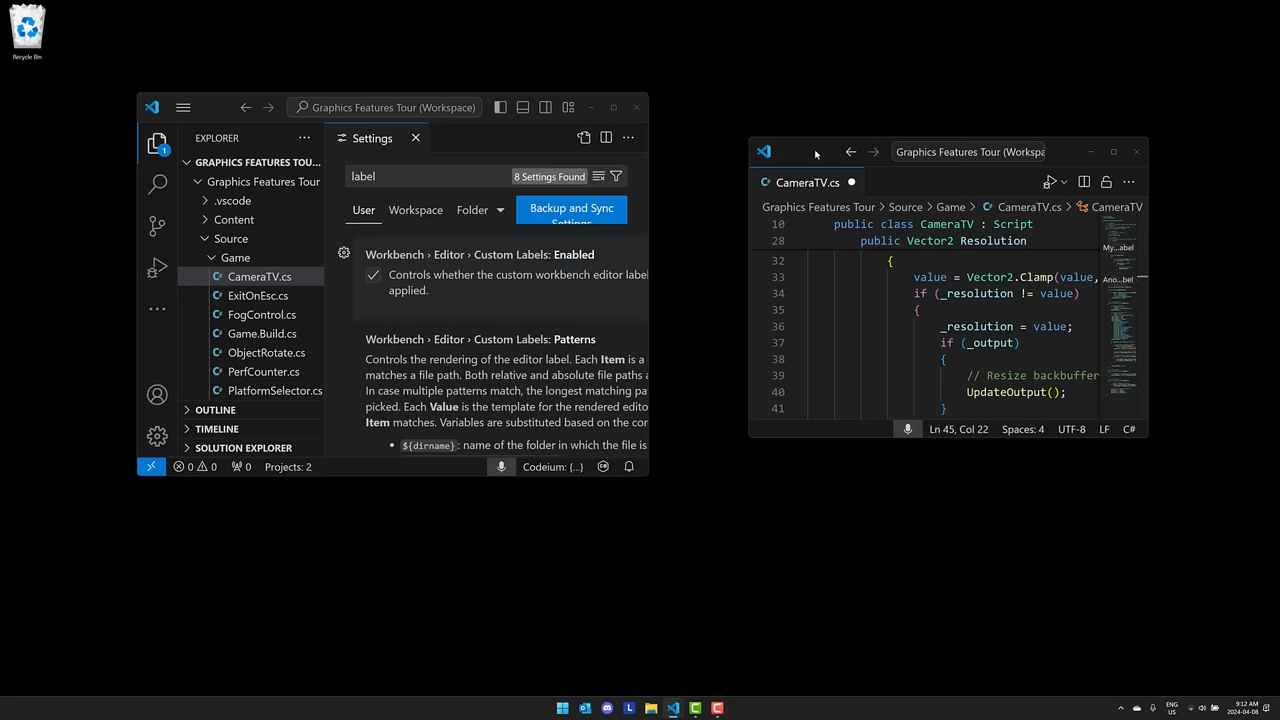 Recycle Bin
Graphics Features Tour (Workspace)
EXPLORER
1
GRAPHICS FEATURES TOUR...
Graphics Features Tour
.vscode
Content
Source
Game
CameraTV.cs
ExitOnEsc.cs
FogControl.cs
Game.Build.cs
ObjectRotate.cs
PerfCounter.cs
PlatformSelector.cs
OUTLINE
TIMELINE
SOLUTION EXPLORER
Settings
label
8 Settings Found
User
Workspace
Folder
Backup and Sync
Settings
Workbench › Editor › Custom Labels: Enabled
Controls whether the custom workbench editor label
applied.
Workbench › Editor › Custom Labels: Patterns
Controls the rendering of the editor label. Each Item is a
matches a file path. Both relative and absolute file paths a
In case multiple patterns match, the longest matching pa
picked. Each Value is the template for the rendered edito
Item matches. Variables are substituted based on the con
• ${dirname}: name of the folder in which the file is
0 0 0 Projects: 2
Codeium: {...}
Graphics Features Tour (Workspa
CameraTV.cs
Graphics Features Tour > Source > Game > CameraTV.cs > CameraTV
10 public class CameraTV : Script
28 public Vector2 Resolution
32 {
33 value = Vector2.Clamp(value,
34 if (_resolution != value)
35 {
36 _resolution = value;
37 if (_output)
38 {
39 // Resize backbuffer
40 UpdateOutput();
41 }
My...abel
Ano...bel
Ln 45, Col 22 Spaces: 4 UTF-8 LF C#
L
ENG
US
9:12 AM
2024-04-08